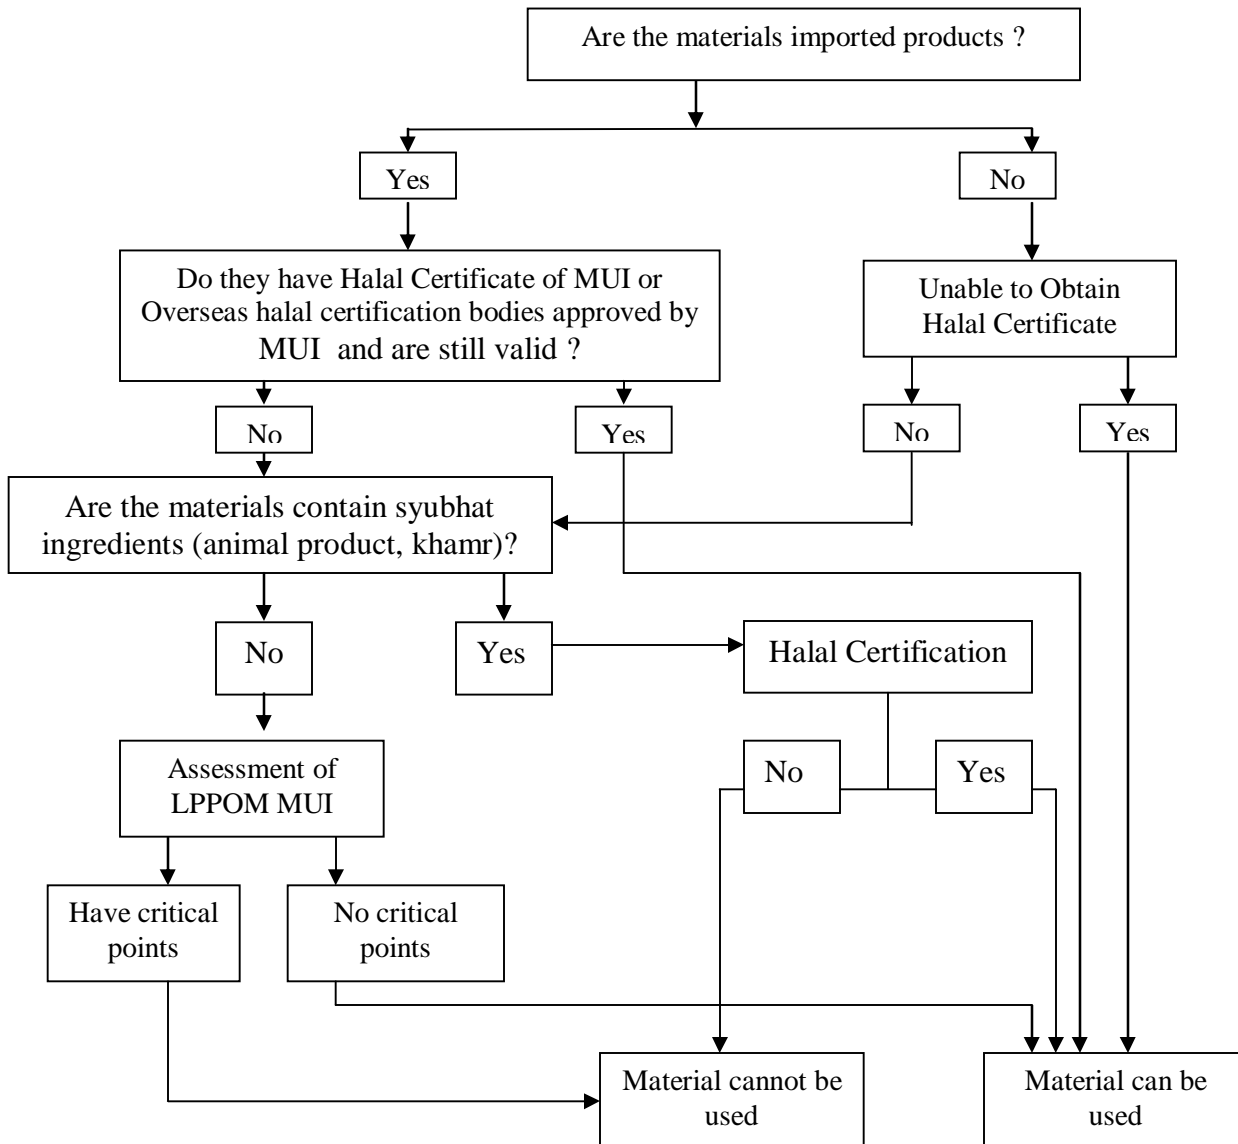 Are the materials imported products ?
Yes
No
Do they have Halal Certificate of MUI or
Overseas halal certification bodies approved by
MUI and are still valid ?
Unable to Obtain
Halal Certificate
No
Yes
No
Yes
Are the materials contain syubhat
ingredients (animal product, khamr)?
No
Yes
Halal Certification
Assessment of
LPPOM MUI
No
Yes
Have critical
points
No critical
points
Material cannot be
used
Material can be
used